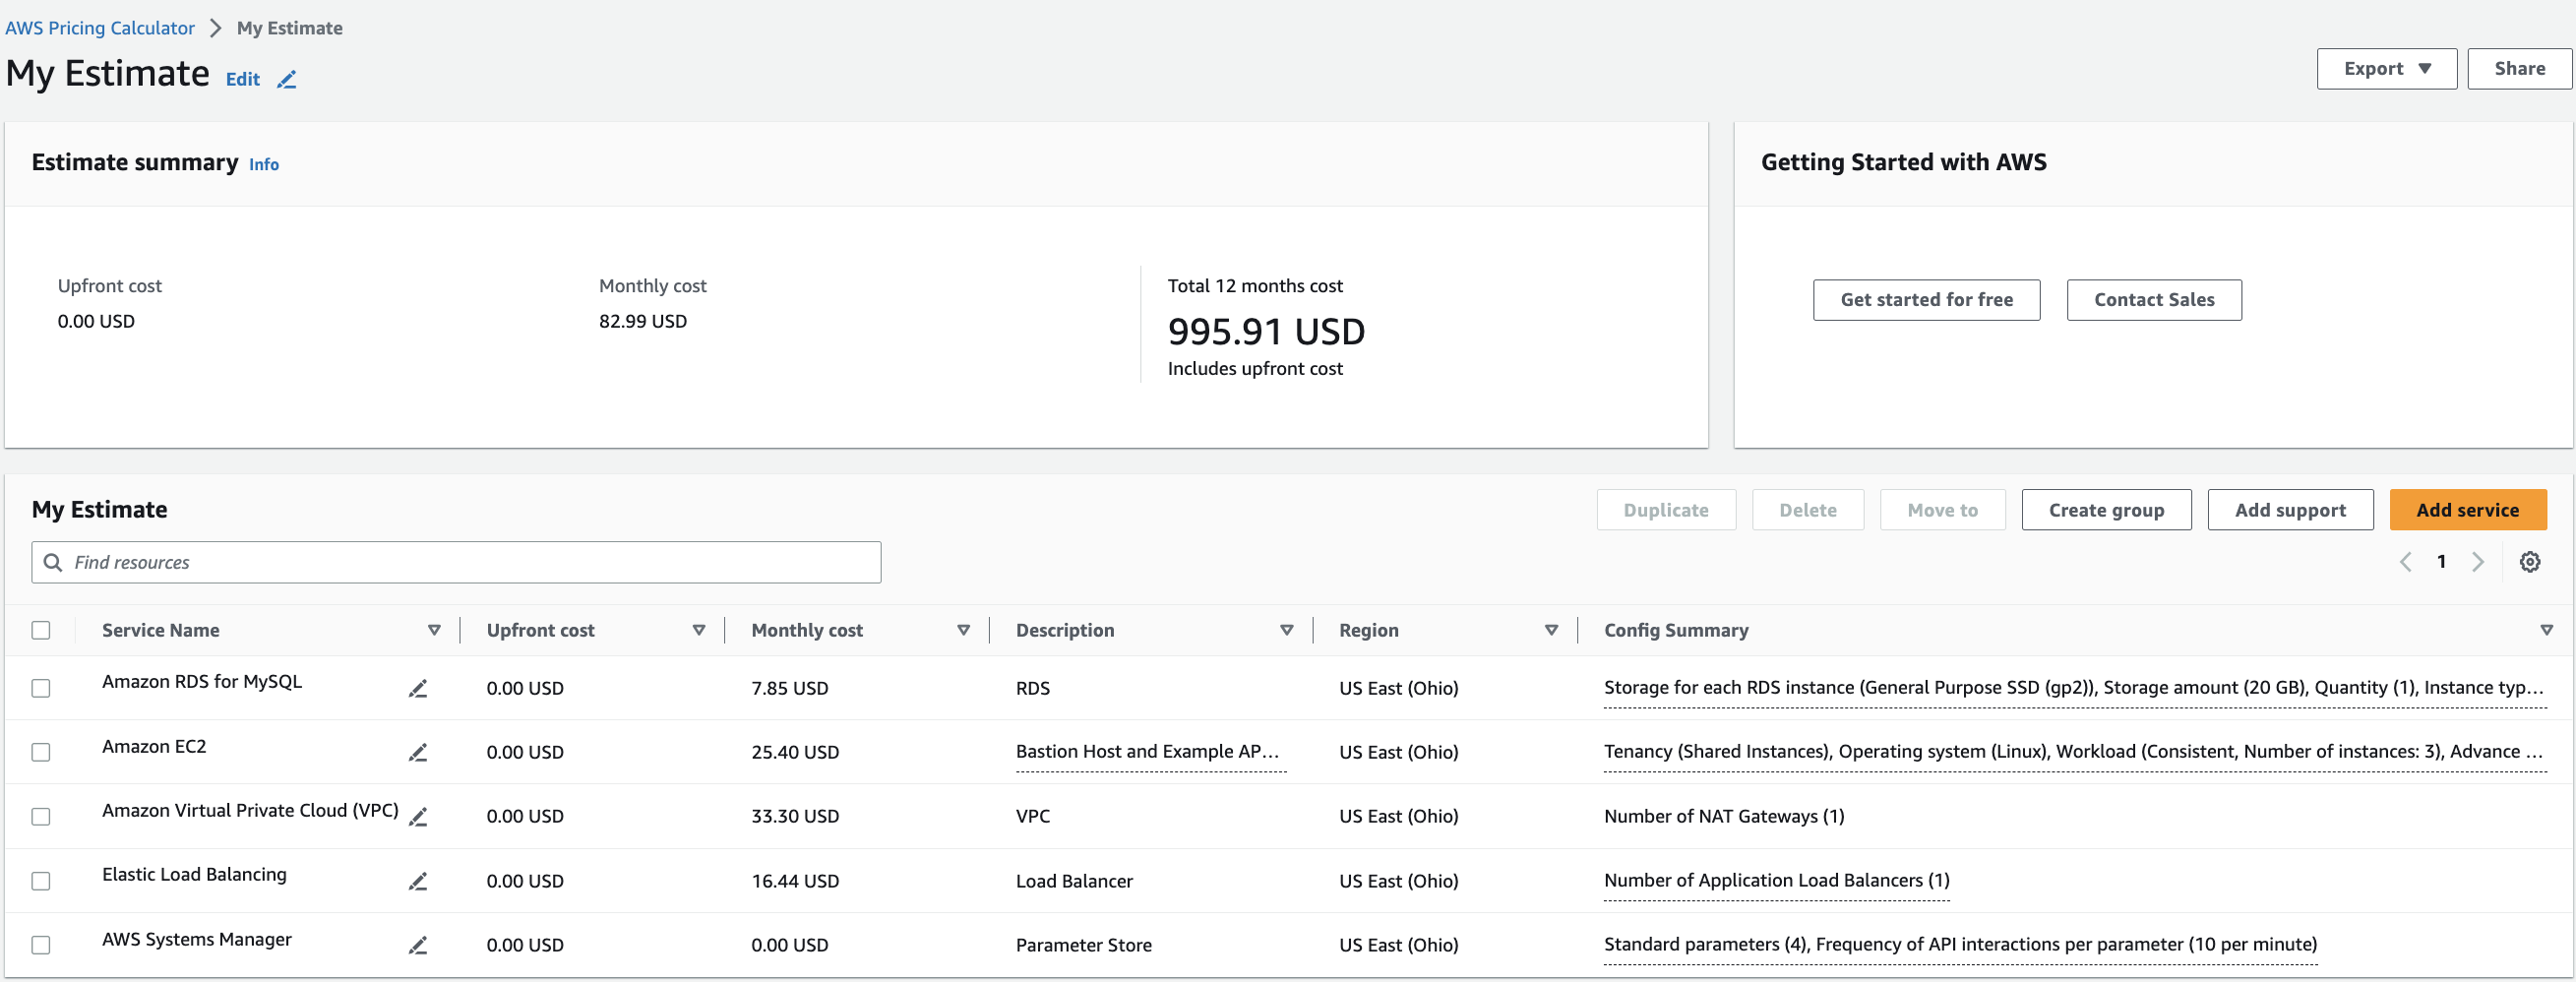 AWS Pricing Calculator > My Estimate
My Estimate Edit
Export Share
Estimate summary Info
Getting Started with AWS
Upfront cost Monthly cost Total 12 months cost
0.00 USD 82.99 USD 995.91 USD
Includes upfront cost
Get started for free Contact Sales
My Estimate Duplicate Delete Move to Create group Add support Add service
Find resources 1
Service Name Upfront cost Monthly cost Description Region Config Summary
Amazon RDS for MySQL 0.00 USD 7.85 USD RDS US East (Ohio) Storage for each RDS instance (General Purpose SSD (gp2)), Storage amount (20 GB), Quantity (1), Instance typ...
Amazon EC2 0.00 USD 25.40 USD Bastion Host and Example AP... US East (Ohio) Tenancy (Shared Instances), Operating system (Linux), Workload (Consistent, Number of instances: 3), Advance ...
Amazon Virtual Private Cloud (VPC) 0.00 USD 33.30 USD VPC US East (Ohio) Number of NAT Gateways (1)
Elastic Load Balancing 0.00 USD 16.44 USD Load Balancer US East (Ohio) Number of Application Load Balancers (1)
AWS Systems Manager 0.00 USD 0.00 USD Parameter Store US East (Ohio) Standard parameters (4), Frequency of API interactions per parameter (10 per minute)